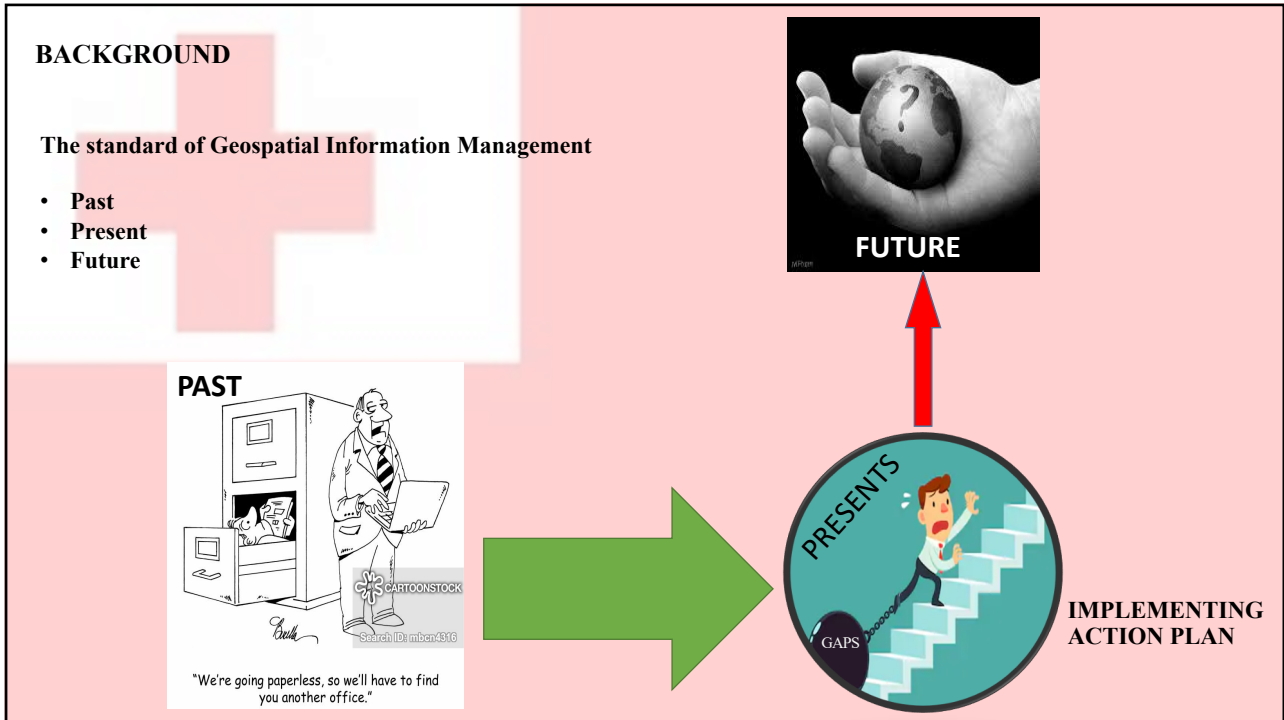 BACKGROUND
The standard of Geospatial Information Management
• Past
• Present
• Future
?
FUTURE
PAST
CARTOONSTOCK
Search ID: mbcn4316
"We're going paperless, so we'll have to find
you another office."
PRESENTS
GAPS
IMPLEMENTING
ACTION PLAN